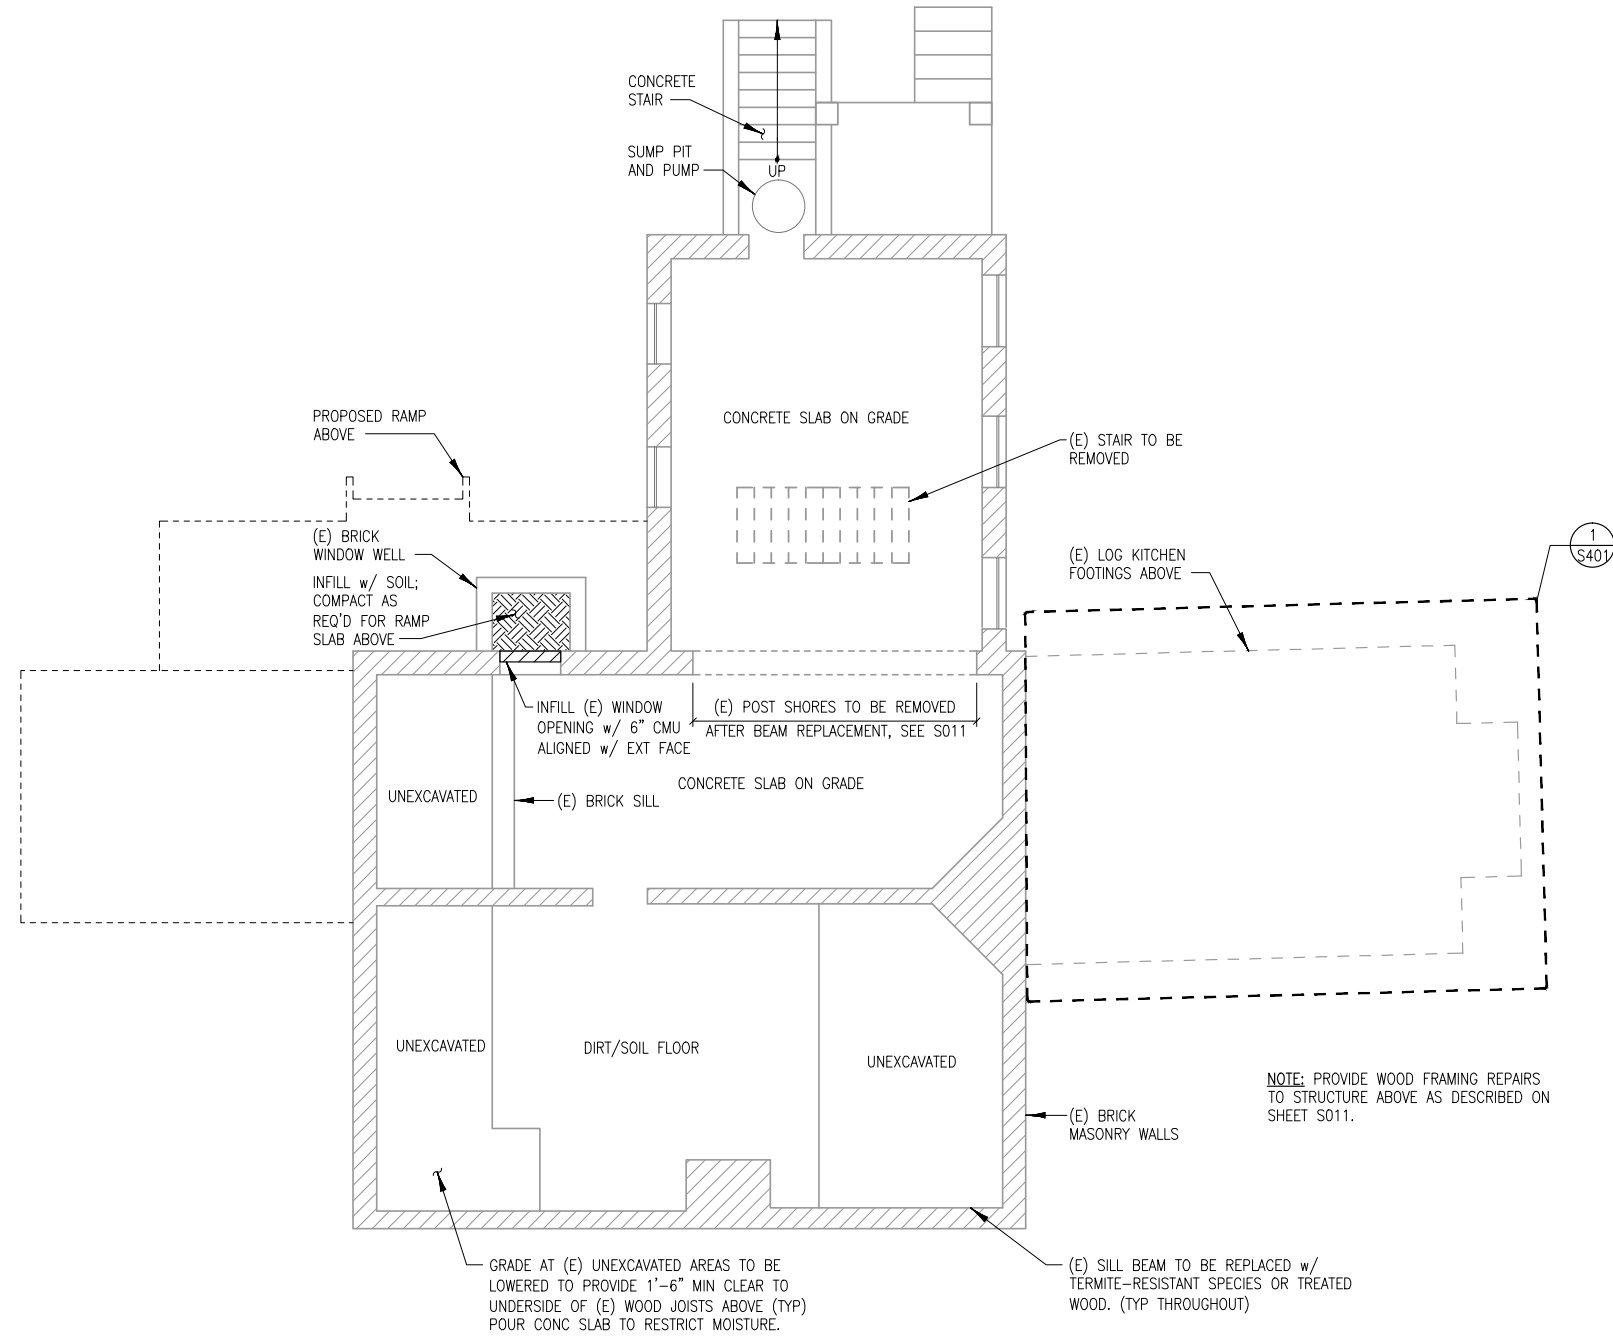 CONCRETE
STAIR
SUMP PIT
AND PUMP
UP
PROPOSED RAMP
ABOVE
CONCRETE SLAB ON GRADE
(E) STAIR TO BE
REMOVED
(E) BRICK
WINDOW WELL
INFILL w/ SOIL;
COMPACT AS
REQ'D FOR RAMP
SLAB ABOVE
(E) LOG KITCHEN
FOOTINGS ABOVE
1
S401
INFILL (E) WINDOW
OPENING w/ 6" CMU
ALIGNED w/ EXT FACE
(E) POST SHORES TO BE REMOVED
AFTER BEAM REPLACEMENT, SEE S011
CONCRETE SLAB ON GRADE
UNEXCAVATED
(E) BRICK SILL
UNEXCAVATED
DIRT/SOIL FLOOR
UNEXCAVATED
NOTE: PROVIDE WOOD FRAMING REPAIRS
TO STRUCTURE ABOVE AS DESCRIBED ON
SHEET S011.
(E) BRICK
MASONRY WALLS
GRADE AT (E) UNEXCAVATED AREAS TO BE
LOWERED TO PROVIDE 1'-6" MIN CLEAR TO
UNDERSIDE OF (E) WOOD JOISTS ABOVE (TYP)
POUR CONC SLAB TO RESTRICT MOISTURE.
(E) SILL BEAM TO BE REPLACED w/
TERMITE-RESISTANT SPECIES OR TREATED
WOOD. (TYP THROUGHOUT)